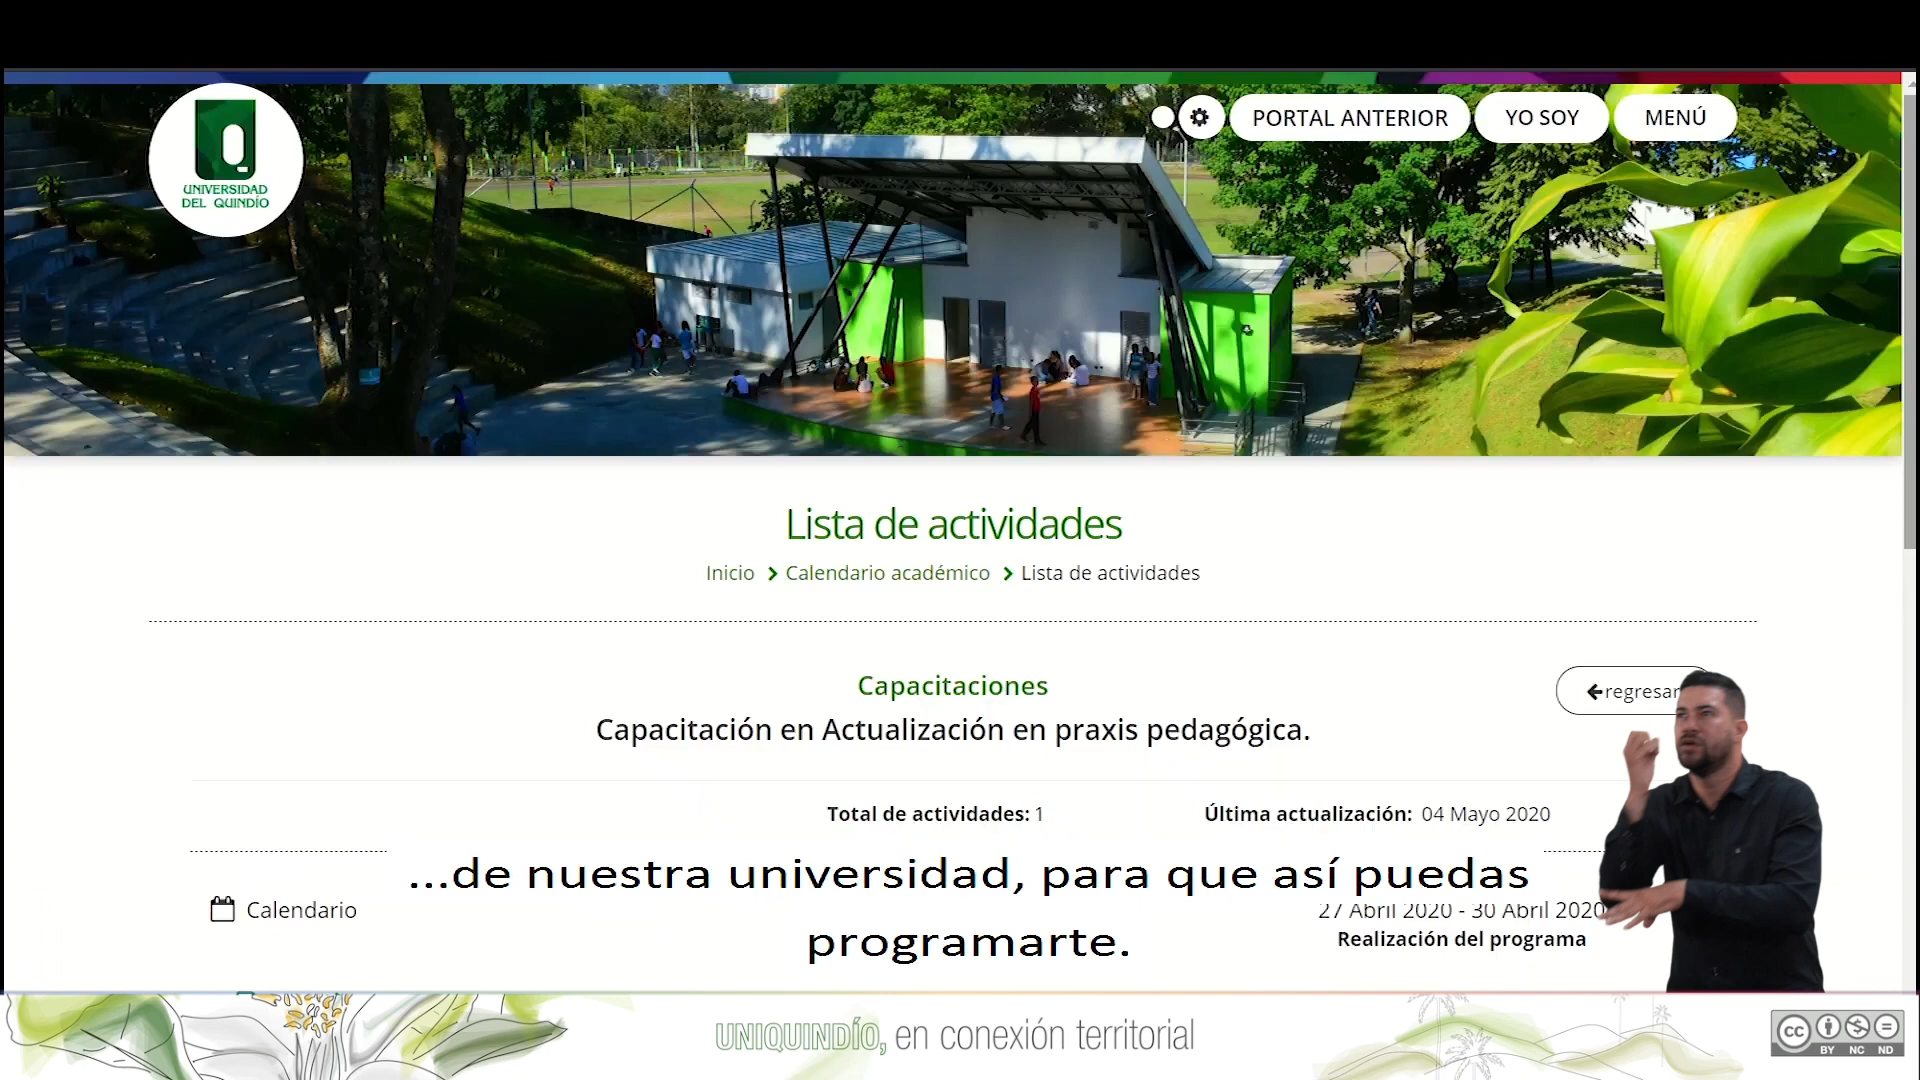 UNIVERSIDAD
DEL QUINDÍO
PORTAL ANTERIOR
YO SOY
MENÚ
Lista de actividades
Inicio
Calendario académico
Lista de actividades
Capacitaciones
regresar
Capacitación en Actualización en praxis pedagógica.
Total de actividades: 1
Última actualización: 04 Mayo 2020
...de nuestra universidad, para que así puedas
programarte.
Calendario
27 Abril 2020 - 30 Abril 2020
Realización del programa
UNIQUINDÍO, en conexión territorial
cc
BY NC ND